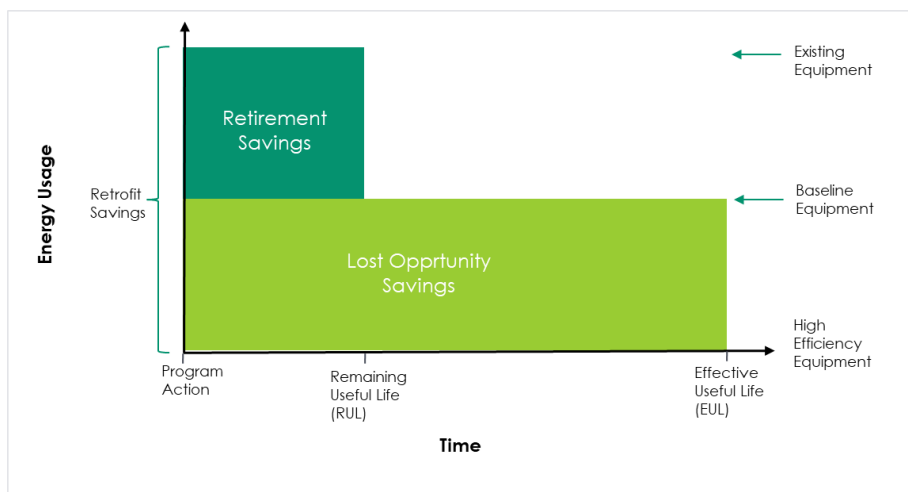 Existing
Equipment
Retirement
Savings
Energy Usage
Retrofit
Savings
Baseline
Equipment
Lost Opprtunity
Savings
High
Efficiency
Equipment
Program
Action
Remaining
Useful Life
(RUL)
Effective
Useful Life
(EUL)
Time